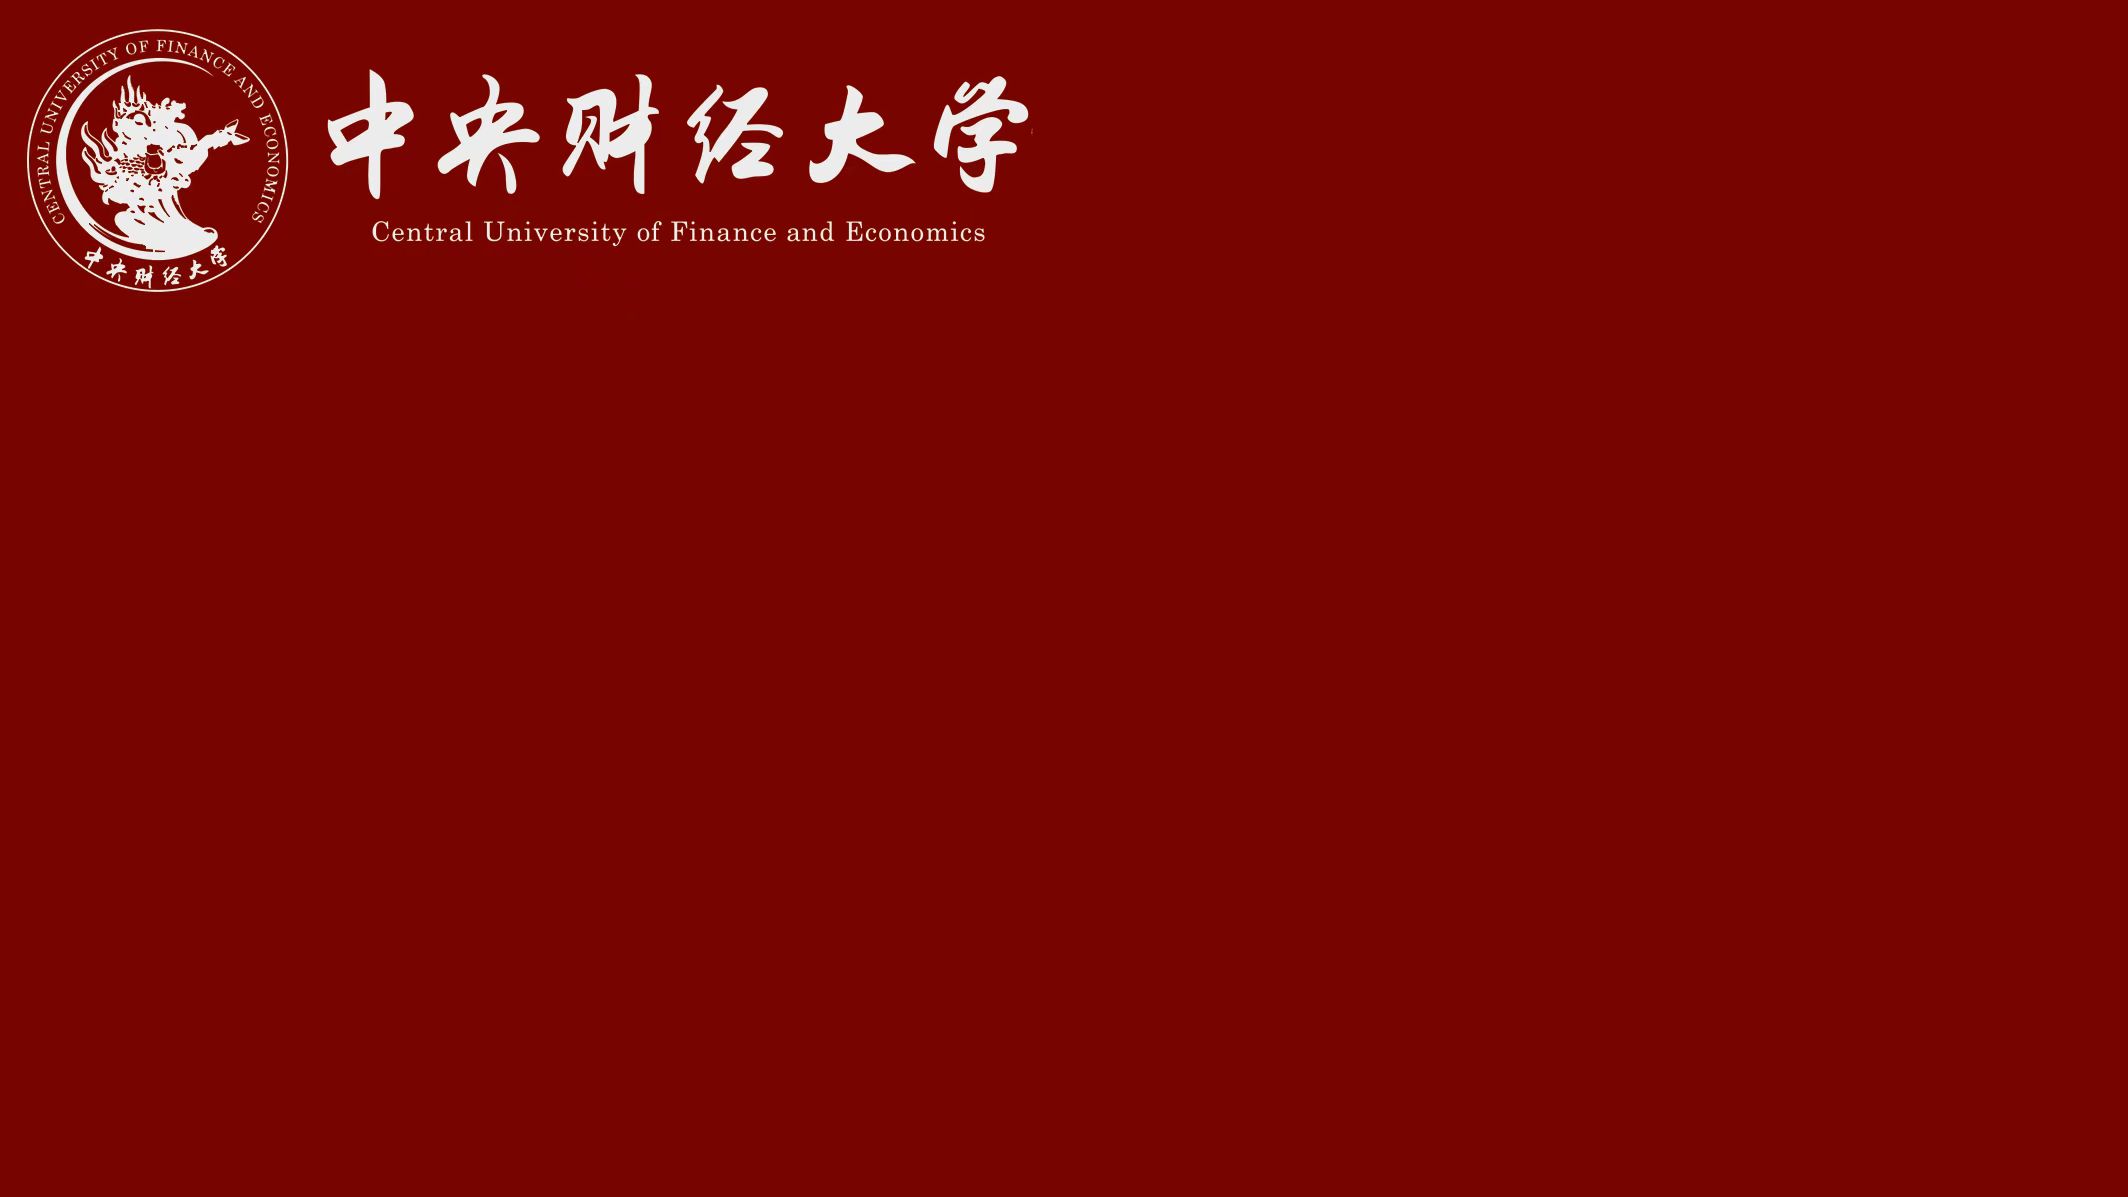 CENTRAL UNIVERSITY OF FINANCE AND ECONOMICS
中央财经大学
中央财经大学
Central University of Finance and Economics